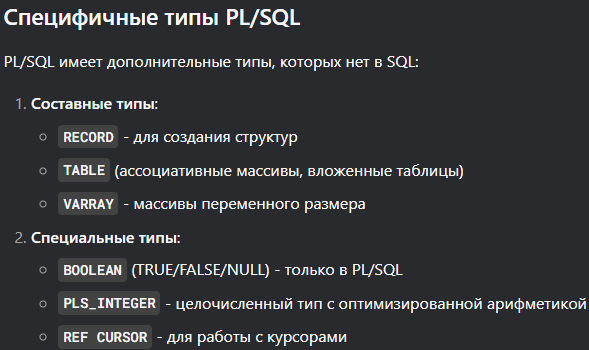 Специфичные типы PL/SQL
PL/SQL имеет дополнительные типы, которых нет в SQL:
1. Составные типы:
RECORD - для создания структур
TABLE (ассоциативные массивы, вложенные таблицы)
VARRAY - массивы переменного размера
2. Специальные типы:
BOOLEAN (TRUE/FALSE/NULL) - только в PL/SQL
PLS_INTEGER - целочисленный тип с оптимизированной арифметикой
REF CURSOR - для работы с курсорами